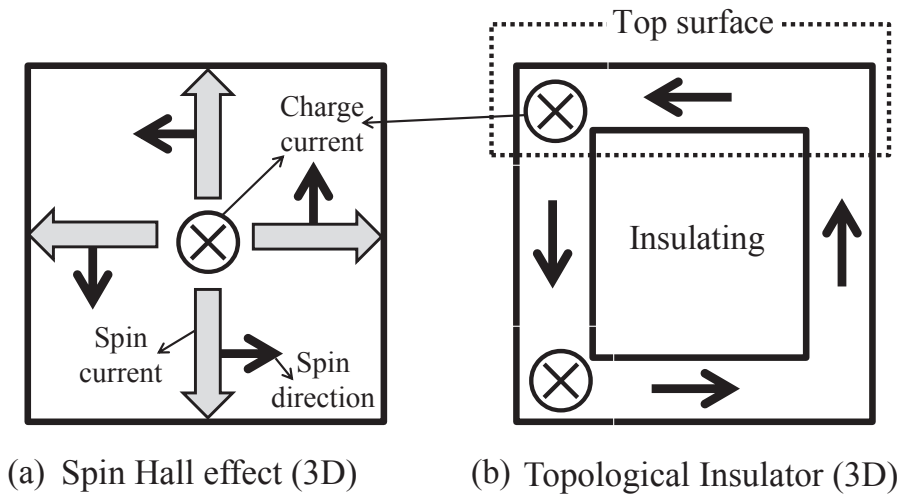 Top surface
Charge
current
Insulating
Spin
current
Spin
direction
(a) Spin Hall effect (3D)
(b) Topological Insulator (3D)